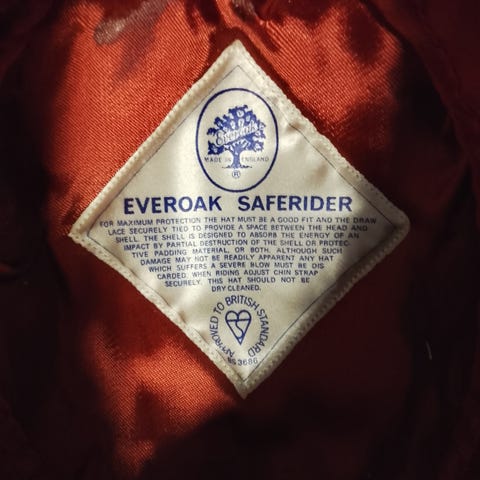 Everoak
MADE IN ENGLAND
®
EVEROAK SAFERIDER
FOR MAXIMUM PROTECTION THE HAT MUST BE A GOOD FIT AND THE DRAW
LACE SECURELY TIED TO PROVIDE A SPACE BETWEEN THE HEAD AND
SHELL. THE SHELL IS DESIGNED TO ABSORB THE ENERGY OF AN
IMPACT BY PARTIAL DESTRUCTION OF THE SHELL OR PROTEC-
TIVE PADDING MATERIAL, OR BOTH, ALTHOUGH SUCH
DAMAGE MAY NOT BE READILY APPARENT ANY HAT
WHICH SUFFERS A SEVERE BLOW MUST BE DIS
CARDED. WHEN RIDING ADJUST CHIN STRAP
SECURELY. THIS HAT SHOULD NOT BE
DRY CLEANED.
APPROVED TO BRITISH STANDARD
BS 3686